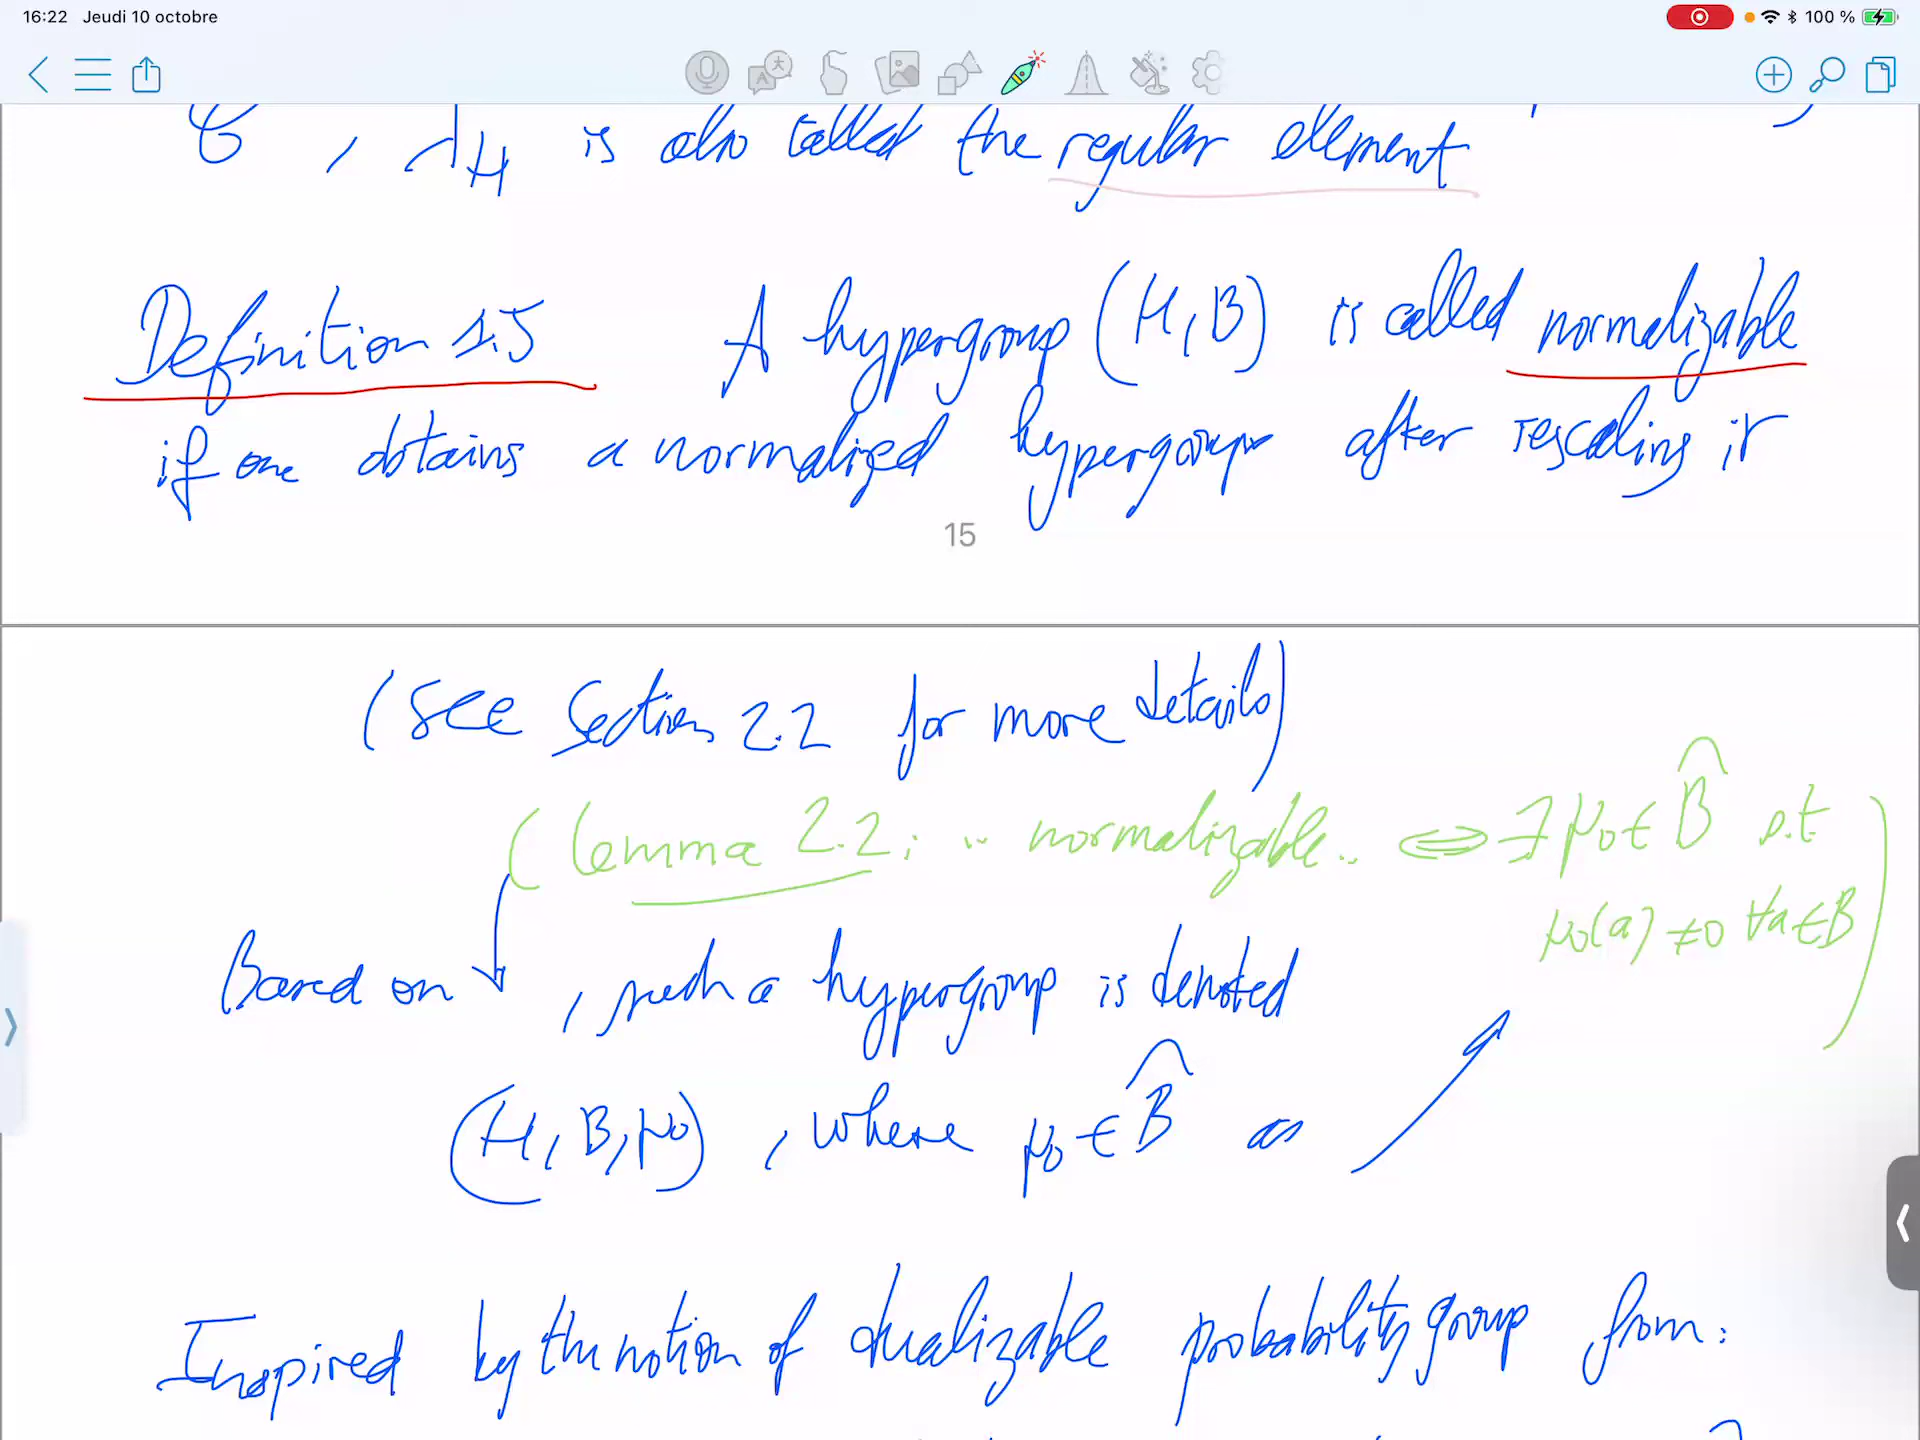 16:22 Jeudi 10 octobre 100 %
, λ_H is also called the regular element
Definition 1.5 A hypergroup (H, B) is called normalizable
if one obtains a normalized hypergroup after rescaling it
15
(see Section 2.2 for more details)
(Lemma 2.2: .. normalizable.. ⇔ ∃ μ₀ ∈ B̂ s.t
μ₀(a) ≠ 0 ∀a ∈ B)
Based on , such a hypergroup is denoted
(H, B, μ₀) , where μ₀ ∈ B̂ as
Inspired by the notion of dualizable probability group from: